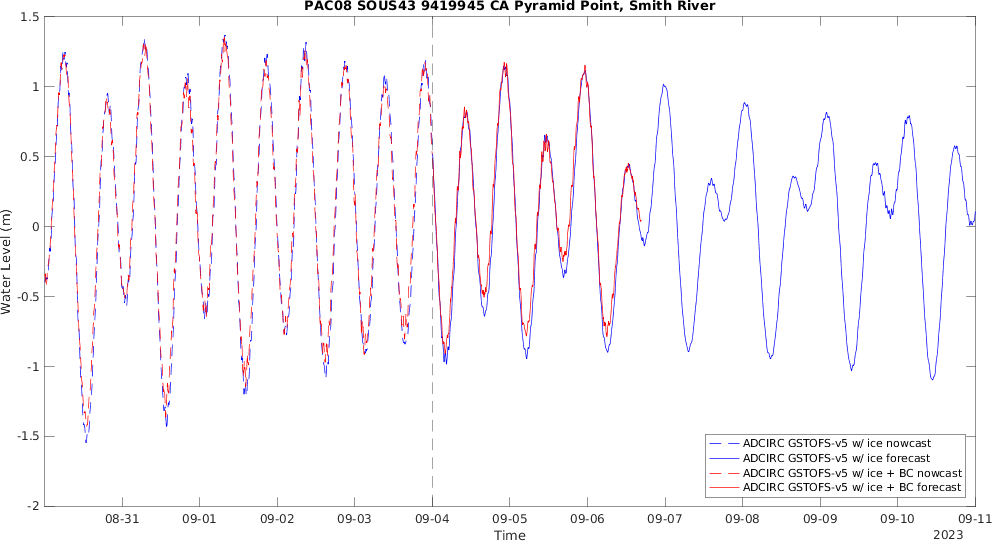 PAC08 SOUS43 9419945 CA Pyramid Point, Smith River
Water Level (m)
1.5
1
0.5
0
-0.5
-1
-1.5
-2
ADCIRC GSTOFS-v5 w/ ice nowcast
ADCIRC GSTOFS-v5 w/ ice forecast
ADCIRC GSTOFS-v5 w/ ice + BC nowcast
ADCIRC GSTOFS-v5 w/ ice + BC forecast
08-31 09-01 09-02 09-03 09-04 09-05 09-06 09-07 09-08 09-09 09-10 09-11
Time
2023